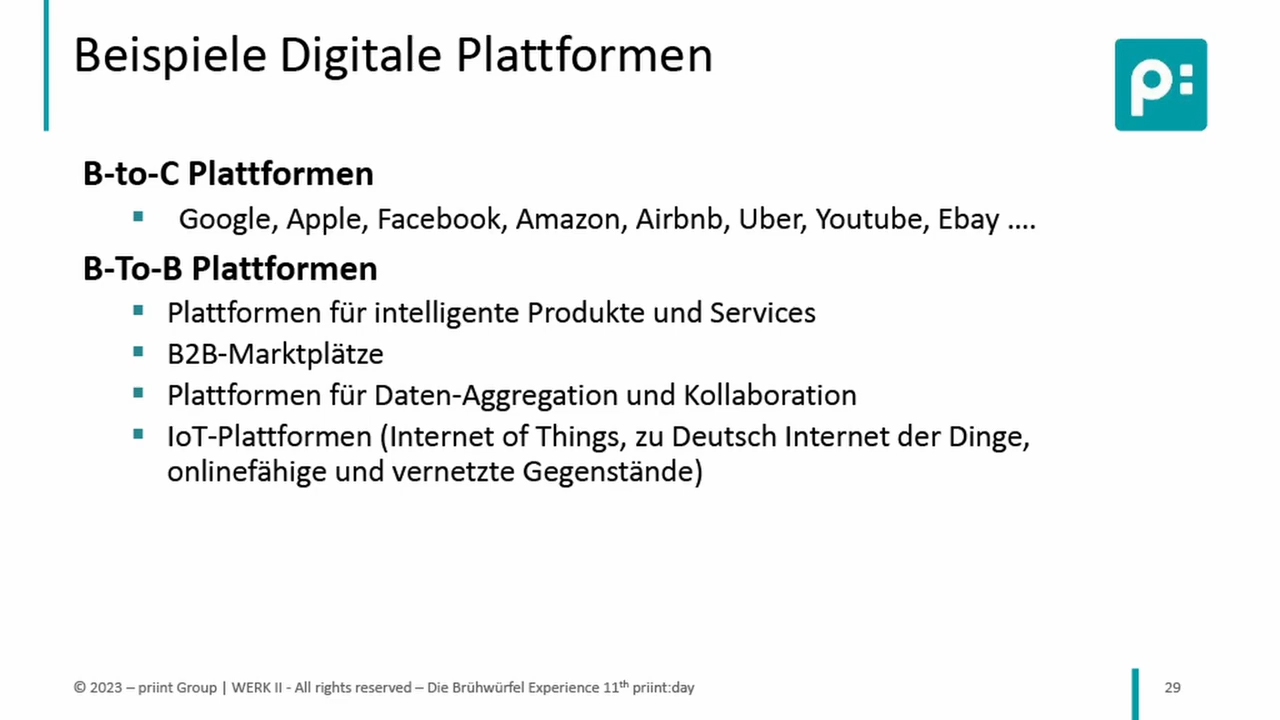 Beispiele Digitale Plattformen
p:
B-to-C Plattformen
▪ Google, Apple, Facebook, Amazon, Airbnb, Uber, Youtube, Ebay ....
B-To-B Plattformen
▪ Plattformen für intelligente Produkte und Services
▪ B2B-Marktplätze
▪ Plattformen für Daten-Aggregation und Kollaboration
▪ IoT-Plattformen (Internet of Things, zu Deutsch Internet der Dinge,
onlinefähige und vernetzte Gegenstände)
© 2023 – priint Group | WERK II - All rights reserved – Die Brühwürfel Experience 11th priint:day
29